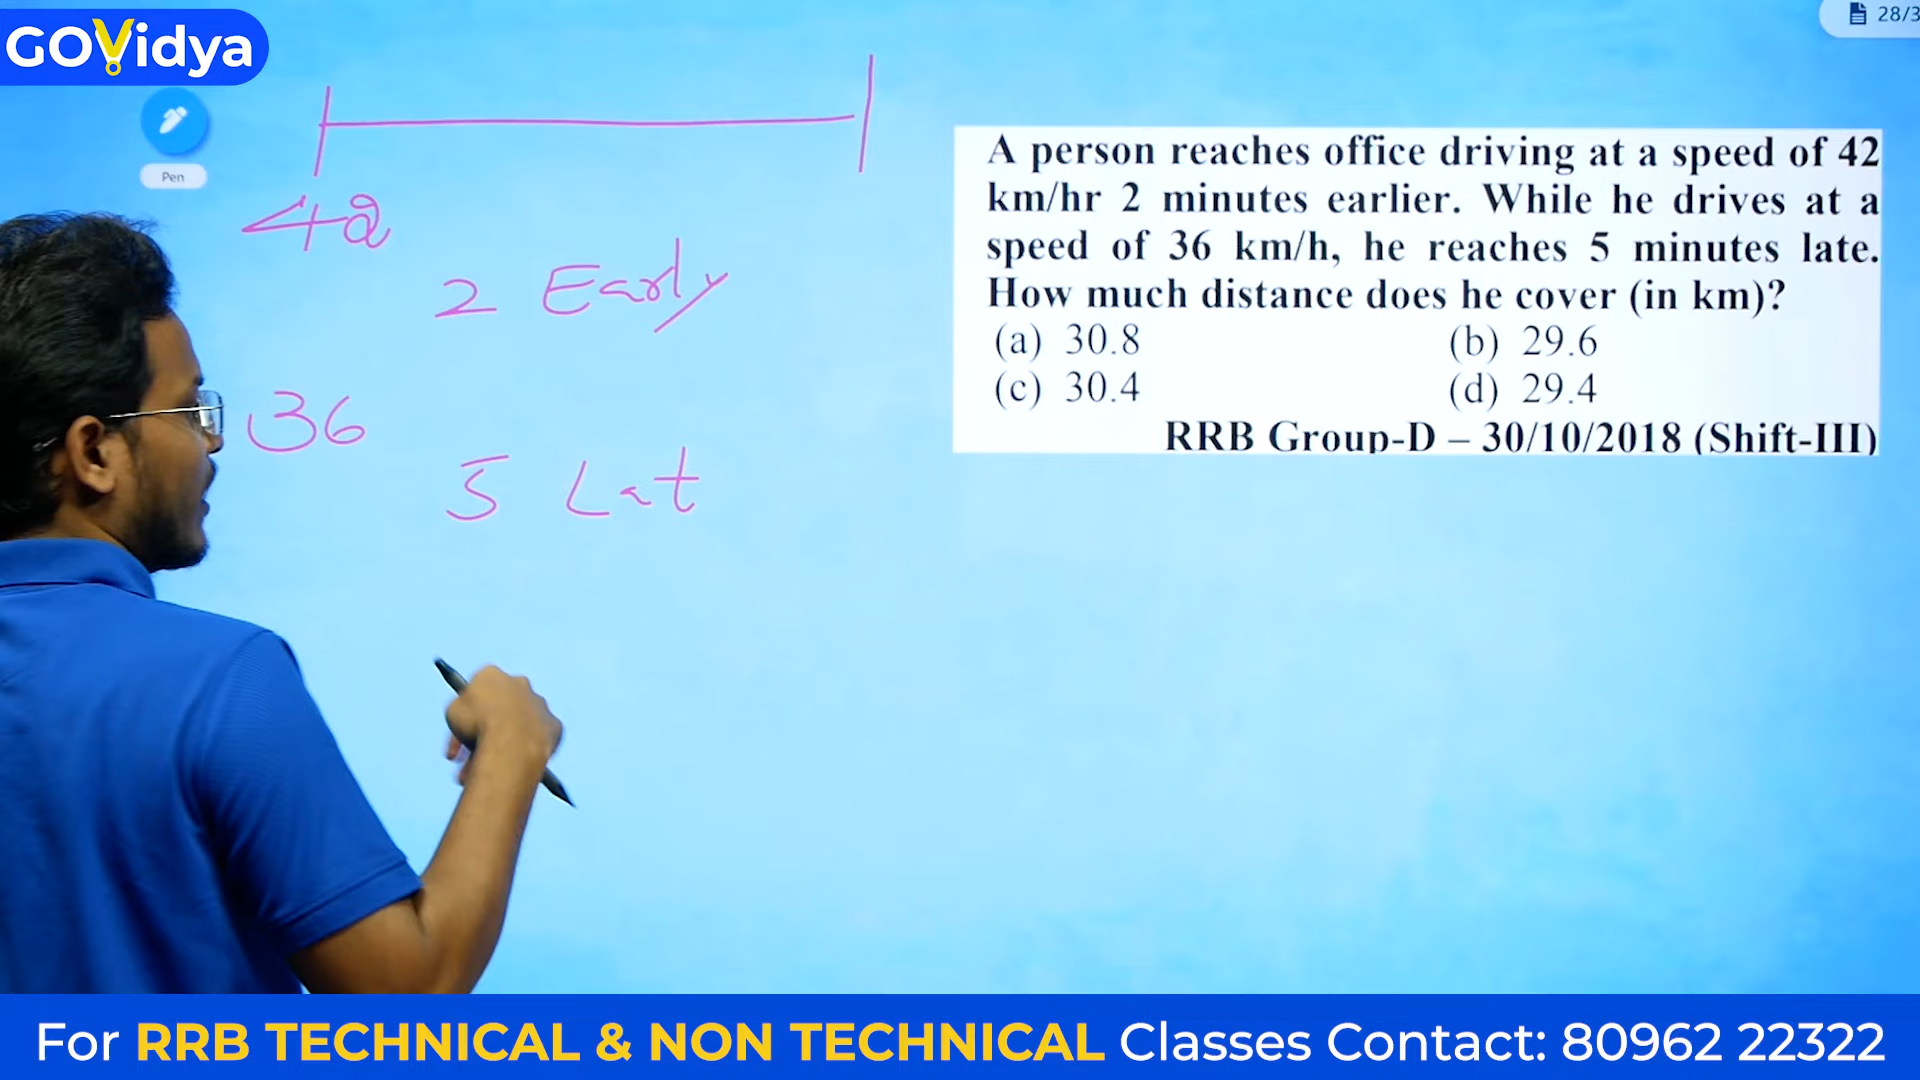 GOVidya
28/3
Pen
42
2 Early
36
5 Lat
A person reaches office driving at a speed of 42
km/hr 2 minutes earlier. While he drives at a
speed of 36 km/h, he reaches 5 minutes late.
How much distance does he cover (in km)?
(a) 30.8 (b) 29.6
(c) 30.4 (d) 29.4
RRB Group-D – 30/10/2018 (Shift-III)
For RRB TECHNICAL & NON TECHNICAL Classes Contact: 80962 22322